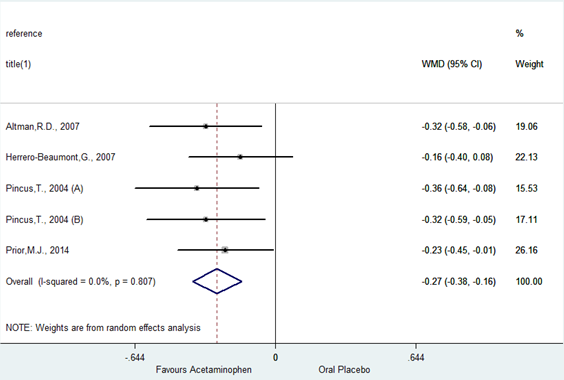 reference %
title(1) WMD (95% CI) Weight
Altman,R.D., 2007 -0.32 (-0.58, -0.06) 19.06
Herrero-Beaumont,G., 2007 -0.16 (-0.40, 0.08) 22.13
Pincus,T., 2004 (A) -0.36 (-0.64, -0.08) 15.53
Pincus,T., 2004 (B) -0.32 (-0.59, -0.05) 17.11
Prior,M.J., 2014 -0.23 (-0.45, -0.01) 26.16
Overall (I-squared = 0.0%, p = 0.807) -0.27 (-0.38, -0.16) 100.00
NOTE: Weights are from random effects analysis
-.644 0 .644
Favours Acetaminophen Oral Placebo